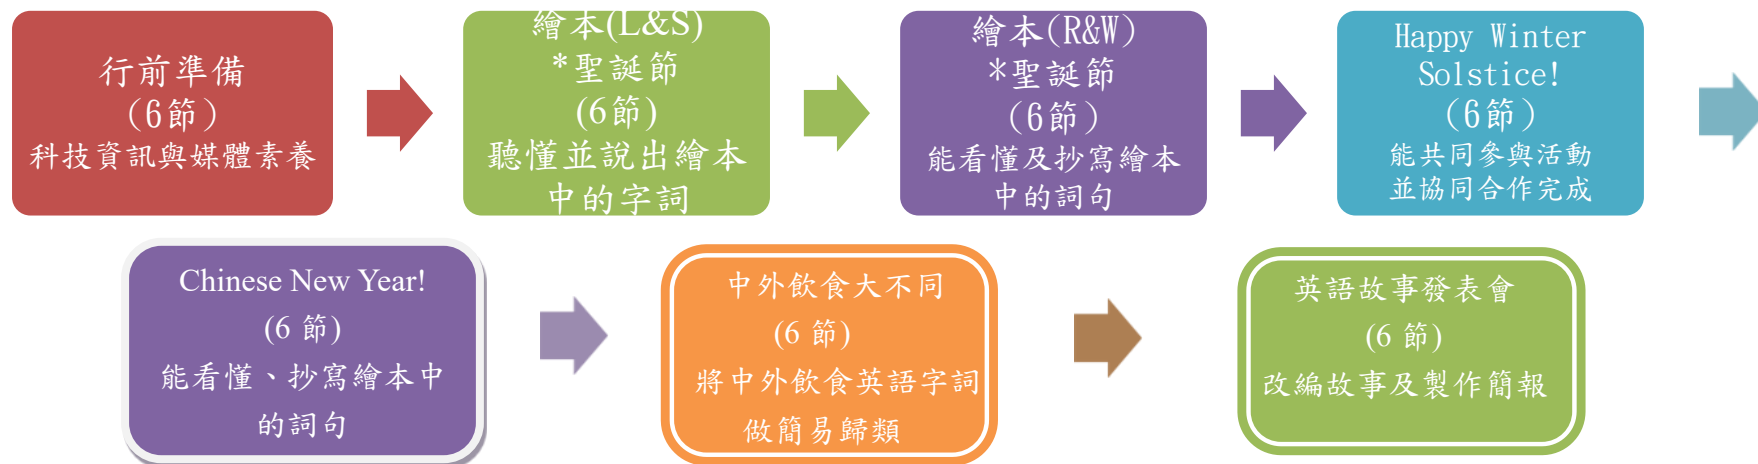 行前準備
(6節)
科技資訊與媒體素養
繪本(L&S)
*聖誕節
(6節)
聽懂並說出繪本
中的字詞
繪本(R&W)
*聖誕節
(6節)
能看懂及抄寫繪本
中的詞句
Happy Winter
Solstice!
(6節)
能共同參與活動
並協同合作完成
Chinese New Year!
(6 節)
能看懂、抄寫繪本中
的詞句
中外飲食大不同
(6 節)
將中外飲食英語字詞
做簡易歸類
英語故事發表會
(6 節)
改編故事及製作簡報